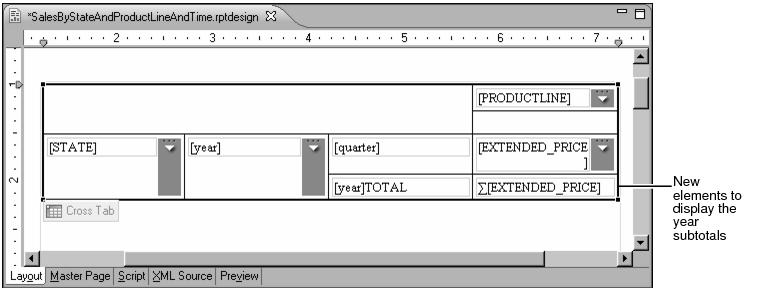 *SalesByStateAndProductLineAndTime.rptdesign
2 3 4 5 6 7
1
[PRODUCTLINE]
[STATE] [year] [quarter] [EXTENDED_PRICE
]
2
[year]TOTAL ∑[EXTENDED_PRICE]
New
elements to
display the
year
subtotals
Cross Tab
Layout Master Page Script XML Source Preview